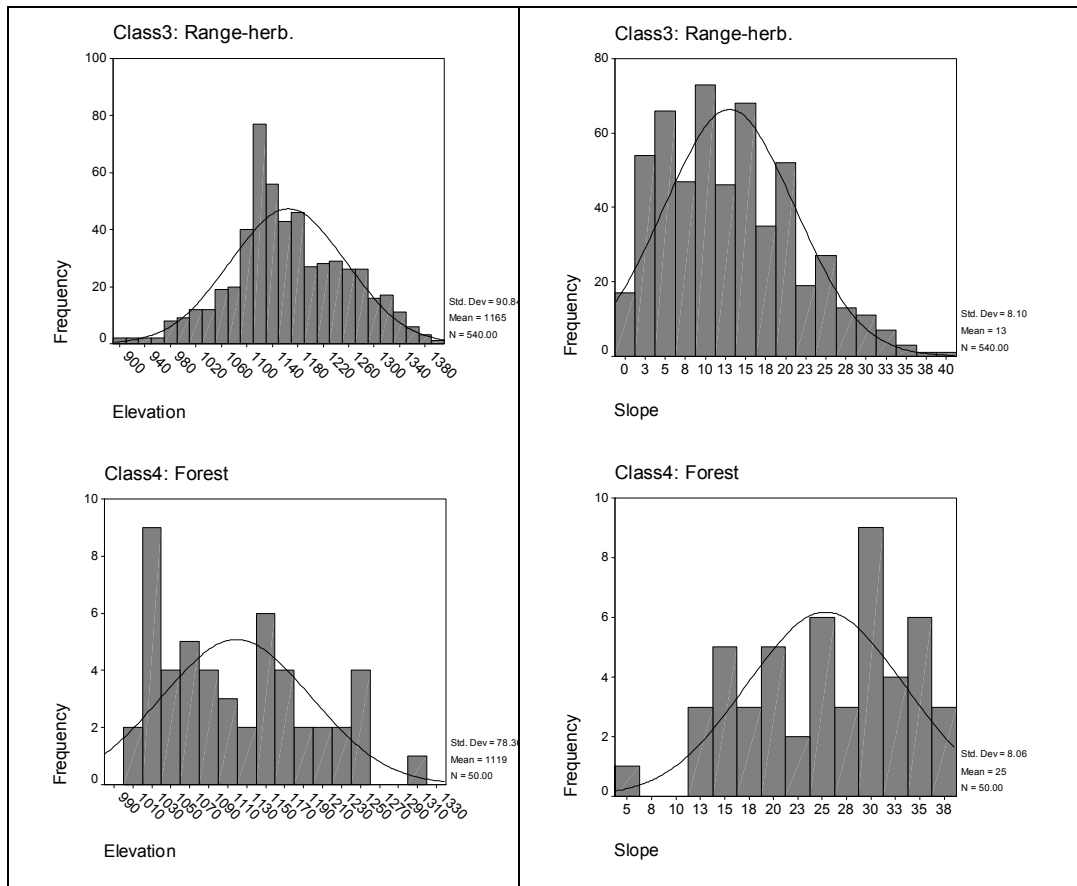 Class3: Range-herb.
100
80
60
40
20
0
Frequency
900 940 980 1020 1060 1100 1140 1180 1220 1260 1300 1340 1380
Elevation
Std. Dev = 90.84
Mean = 1165
N = 540.00
Class3: Range-herb.
80
60
40
20
0
Frequency
0 3 5 8 10 13 15 18 20 23 25 28 30 33 35 38 40
Slope
Std. Dev = 8.10
Mean = 13
N = 540.00
Class4: Forest
10
8
6
4
2
0
Frequency
990 1010 1030 1050 1070 1090 1110 1130 1150 1170 1190 1210 1230 1250 1270 1290 1310 1330
Elevation
Std. Dev =
Mean = 1119
N = 50.00
Class4: Forest
10
8
6
4
2
0
Frequency
5 8 10 13 15 18 20 23 25 28 30 33 35 38
Slope
Std. Dev = 8.06
Mean = 25
N = 50.00